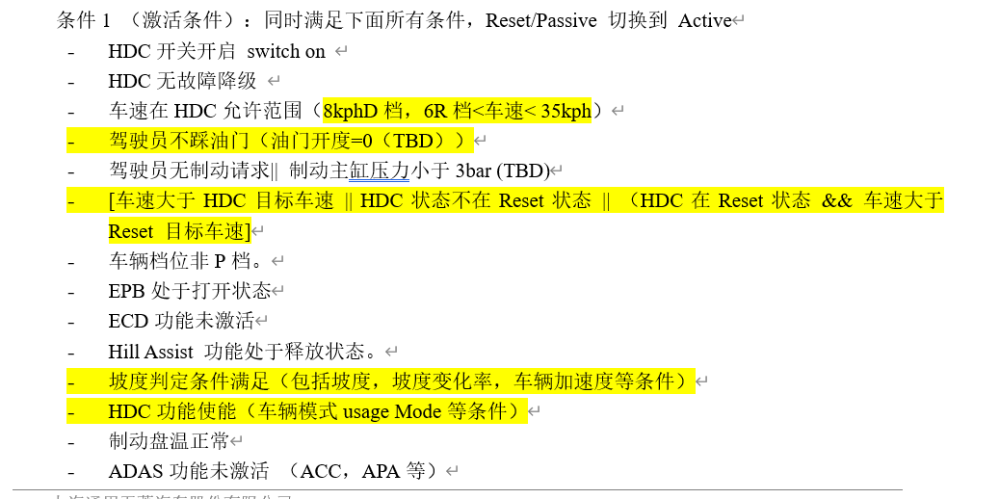 条件 1 （激活条件）：同时满足下面所有条件，Reset/Passive 切换到 Active↵
- HDC 开关开启 switch on ↵
- HDC 无故障降级 ↵
- 车速在 HDC 允许范围（8kphD 档，6R 档<车速< 35kph）↵
- 驾驶员不踩油门（油门开度=0（TBD））↵
- 驾驶员无制动请求|| 制动主缸压力小于 3bar (TBD)↵
- [车速大于 HDC 目标车速 || HDC 状态不在 Reset 状态 || （HDC 在 Reset 状态 && 车速大于
Reset 目标车速]↵
- 车辆档位非 P 档。↵
- EPB 处于打开状态↵
- ECD 功能未激活↵
- Hill Assist 功能处于释放状态。↵
- 坡度判定条件满足（包括坡度，坡度变化率，车辆加速度等条件）↵
- HDC 功能使能（车辆模式 usage Mode 等条件）↵
- 制动盘温正常↵
- ADAS 功能未激活 （ACC，APA 等）↵